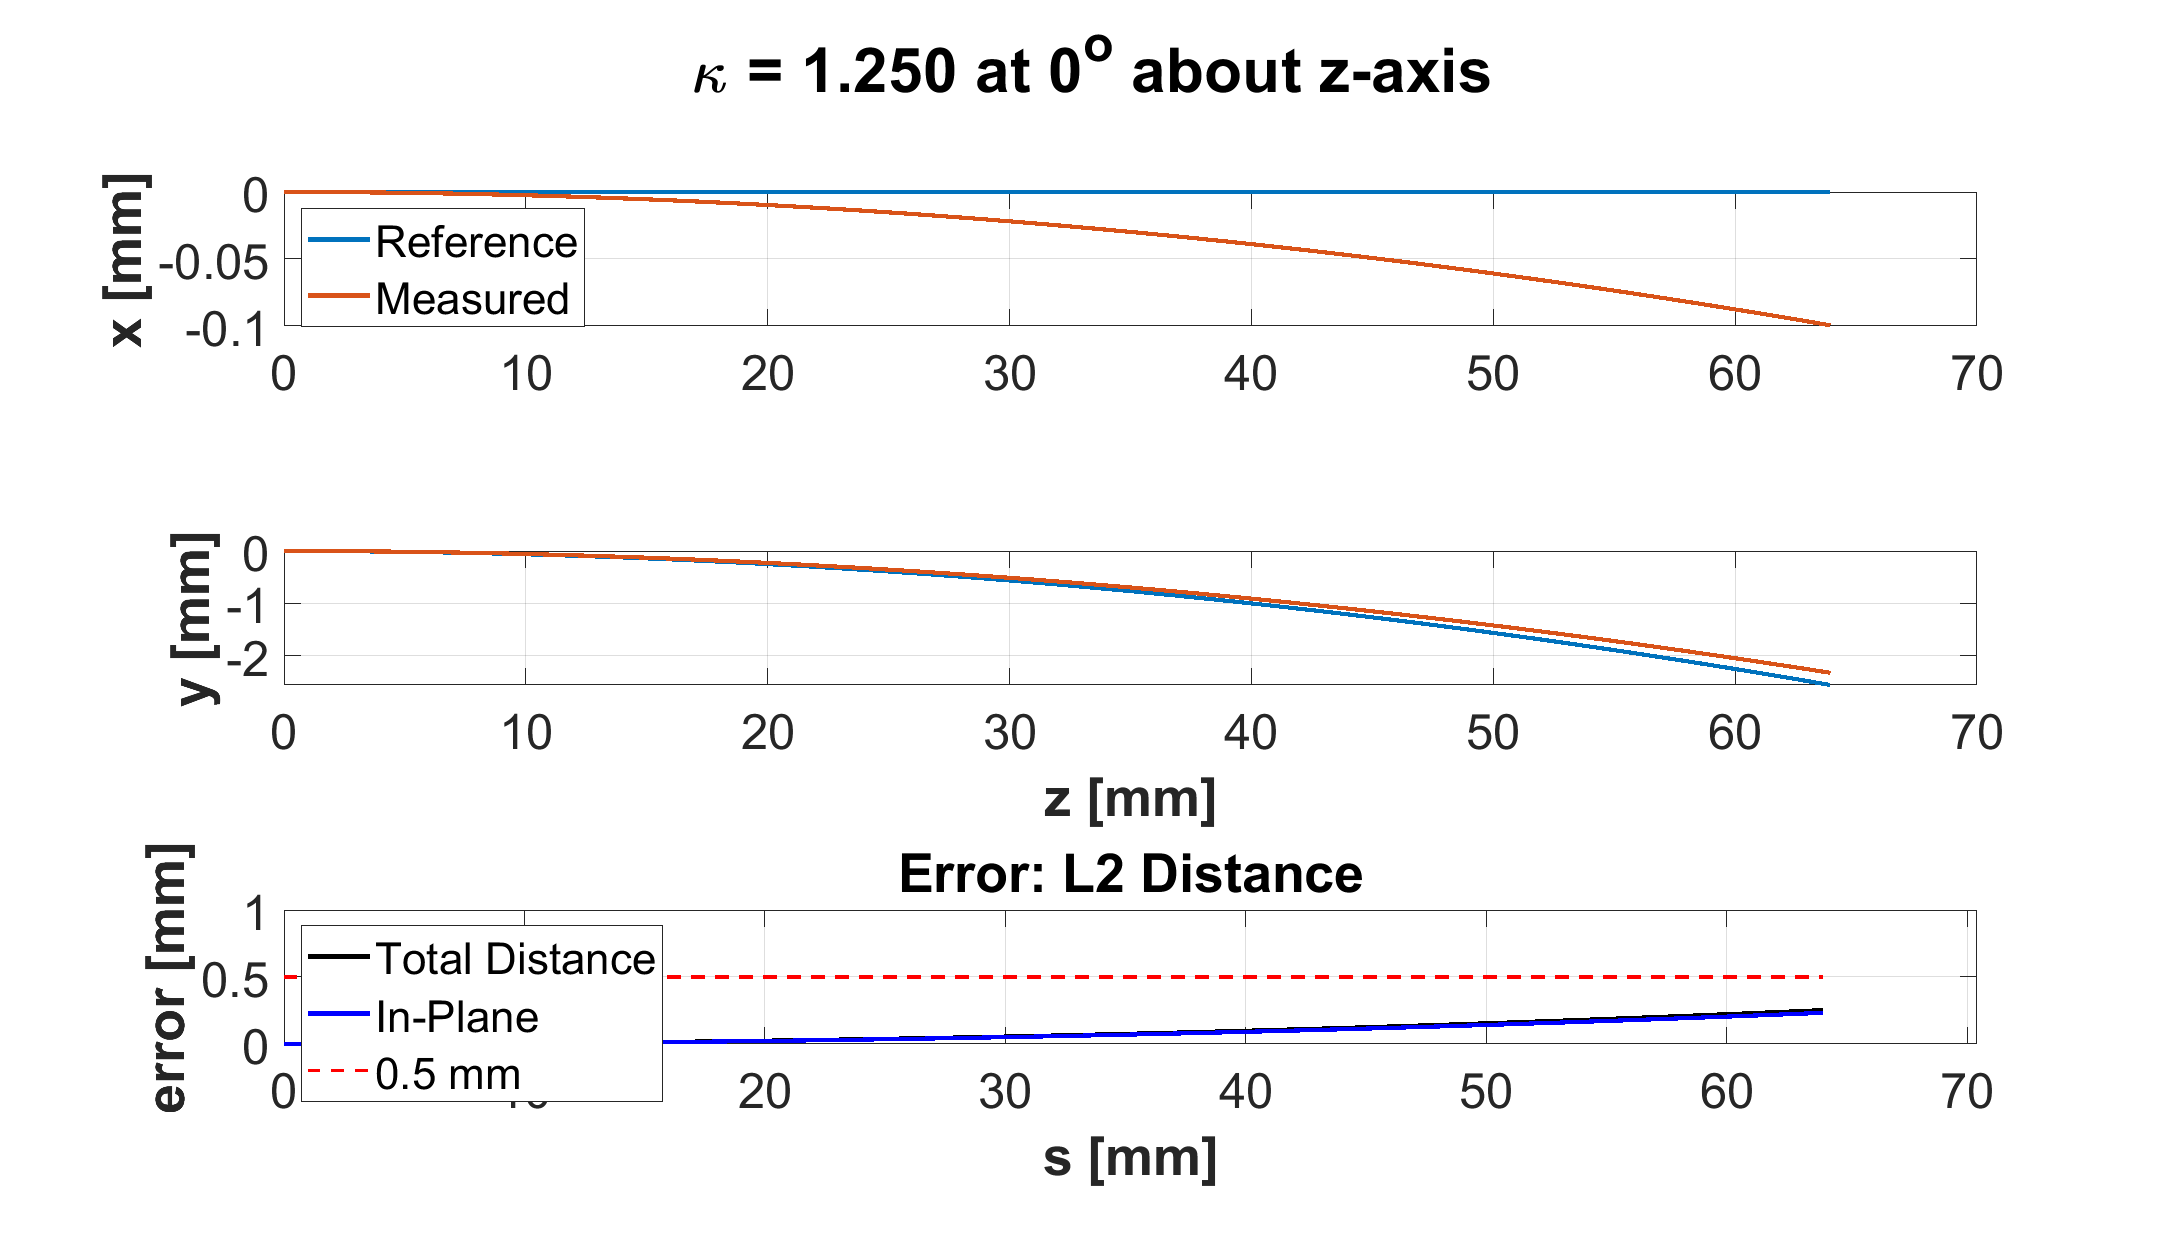 κ = 1.250 at 0° about z-axis
x [mm]
0
-0.05
-0.1
Reference
Measured
0 10 20 30 40 50 60 70
y [mm]
0
-1
-2
0 10 20 30 40 50 60 70
z [mm]
Error: L2 Distance
error [mm]
1
0.5
0
Total Distance
In-Plane
0.5 mm
0 20 30 40 50 60 70
s [mm]